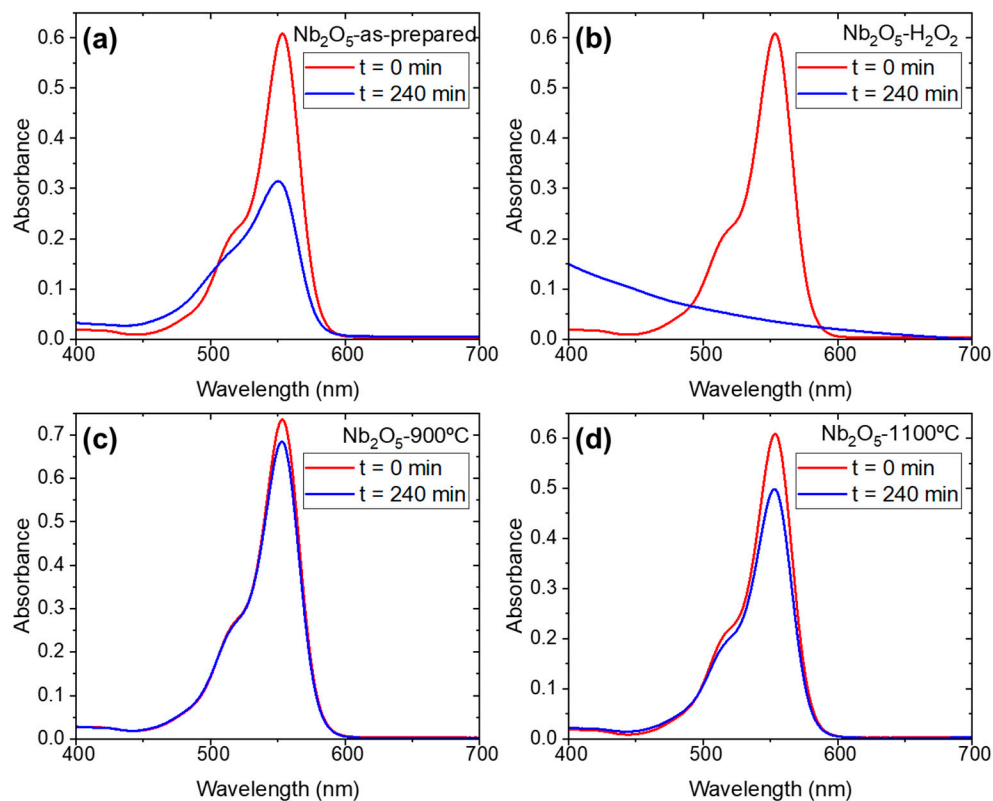 (a)
Nb₂O₅-as-prepared
t = 0 min
t = 240 min
0.6
0.5
0.4
0.3
0.2
0.1
0.0
Absorbance
400
500
600
700
Wavelength (nm)
(b)
Nb₂O₅-H₂O₂
t = 0 min
t = 240 min
0.6
0.5
0.4
0.3
0.2
0.1
0.0
Absorbance
400
500
600
700
Wavelength (nm)
(c)
Nb₂O₅-900ºC
t = 0 min
t = 240 min
0.7
0.6
0.5
0.4
0.3
0.2
0.1
0.0
Absorbance
400
500
600
700
Wavelength (nm)
(d)
Nb₂O₅-1100ºC
t = 0 min
t = 240 min
0.6
0.5
0.4
0.3
0.2
0.1
0.0
Absorbance
400
500
600
700
Wavelength (nm)